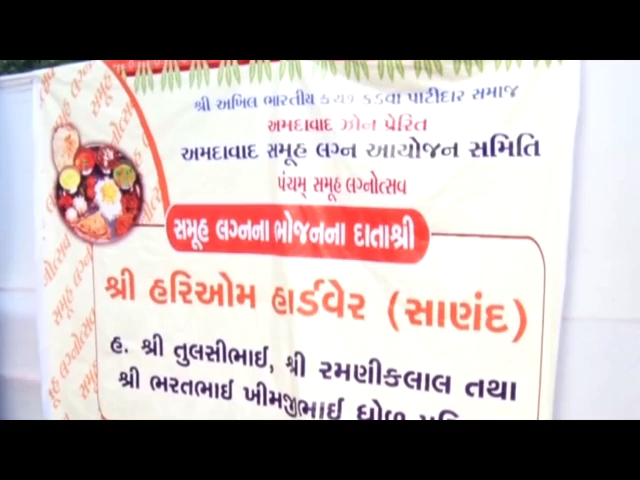 શ્રી અખિલ ભારતીય કચ્છ કડવા પાટીદાર સમાજ
અમદાવાદ ઝોન પ્રેરિત
અમદાવાદ સમૂહ લગ્ન આયોજન સમિતિ
પંચમ્ સમૂહ લગ્નોત્સવ
સમૂહ લગ્નના ભોજનના દાતાશ્રી
શ્રી હરિઓમ હાર્ડવેર (સાણંદ)
હ. શ્રી તુલસીભાઈ, શ્રી રમણીકલાલ તથા
શ્રી ભરતભાઈ ખીમજીભાઈ ધોળુ